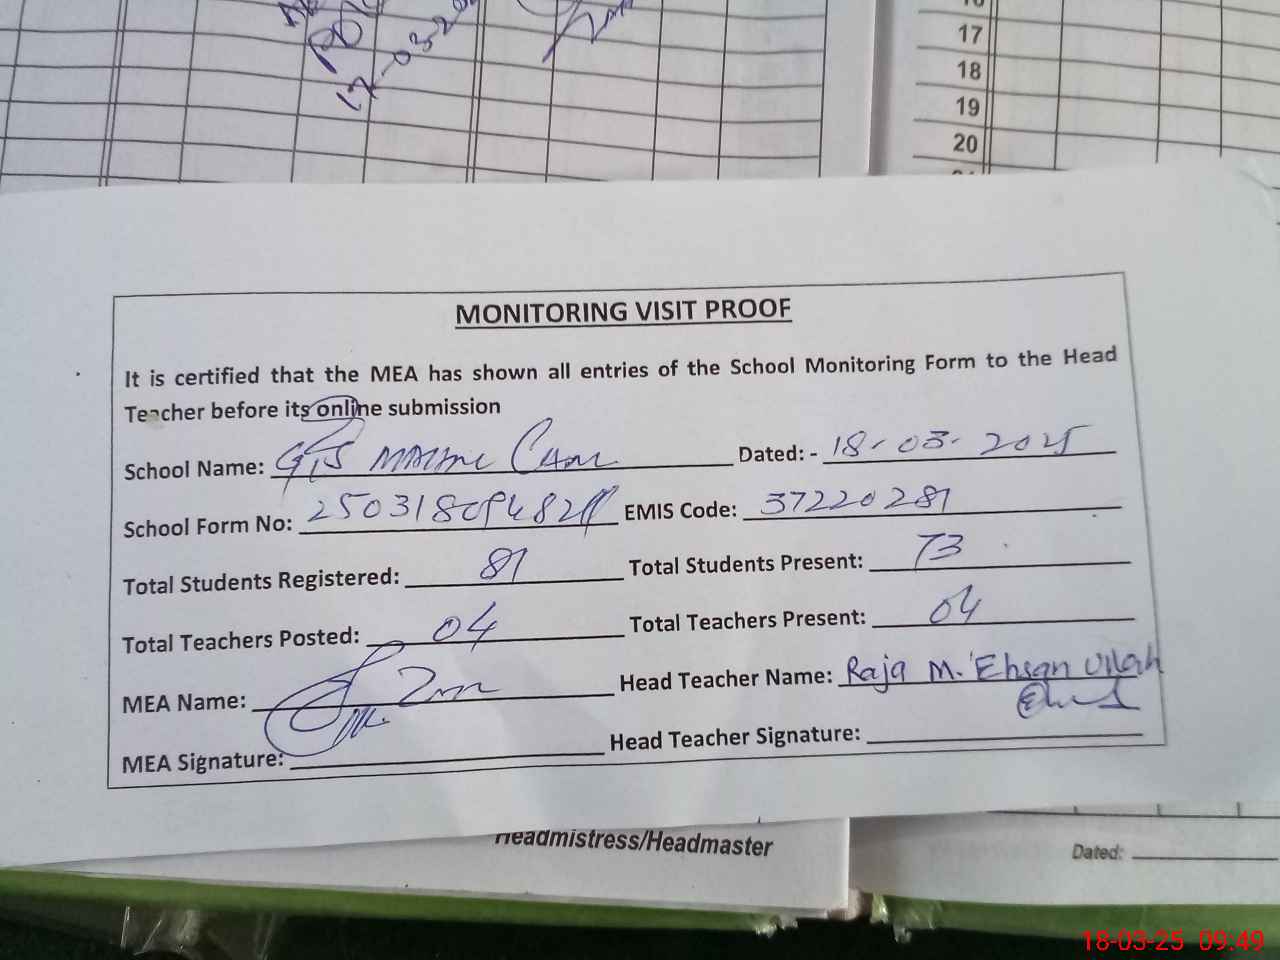 17-03-20
17
18
19
20
MONITORING VISIT PROOF
It is certified that the MEA has shown all entries of the School Monitoring Form to the Head
Teacher before its online submission
School Name: Dated: - 18-03-2025
School Form No: EMIS Code: 37220281
Total Students Registered: 81 Total Students Present: 73
Total Teachers Posted: 04 Total Teachers Present: 04
MEA Name: Head Teacher Name: Raja M. Ehsan Ullah
MEA Signature: Head Teacher Signature:
Headmistress/Headmaster
Dated:
18-03-25 09:49